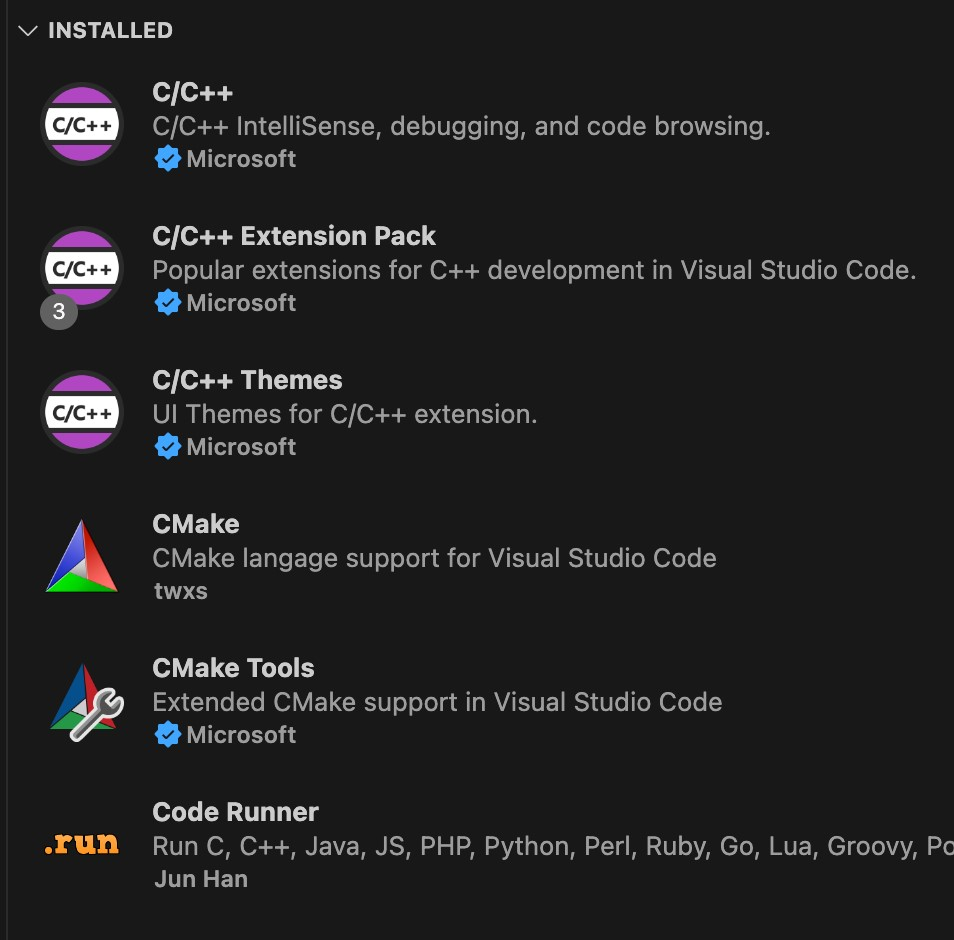 INSTALLED
C/C++
C/C++
C/C++ IntelliSense, debugging, and code browsing.
Microsoft
C/C++
3
C/C++ Extension Pack
Popular extensions for C++ development in Visual Studio Code.
Microsoft
C/C++
C/C++ Themes
UI Themes for C/C++ extension.
Microsoft
CMake
CMake langage support for Visual Studio Code
twxs
CMake Tools
Extended CMake support in Visual Studio Code
Microsoft
.run
Code Runner
Run C, C++, Java, JS, PHP, Python, Perl, Ruby, Go, Lua, Groovy, Po
Jun Han